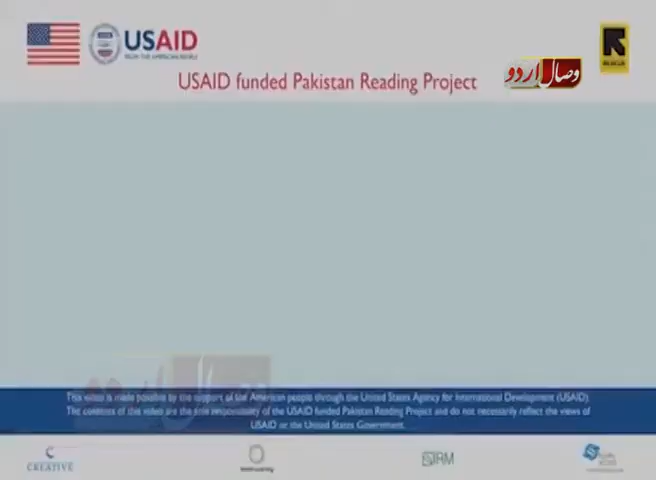 USAID
FROM THE AMERICAN PEOPLE
وصال اردو
RESCUE
USAID funded Pakistan Reading Project
وصال اردو
This video is made possible by the support of the American people through the United States Agency for International Development (USAID)
The contents of this video are the sole responsibility of the USAID funded Pakistan Reading Project and do not necessarily reflect the views of
USAID or the United States Government.
CREATIVE
IRM